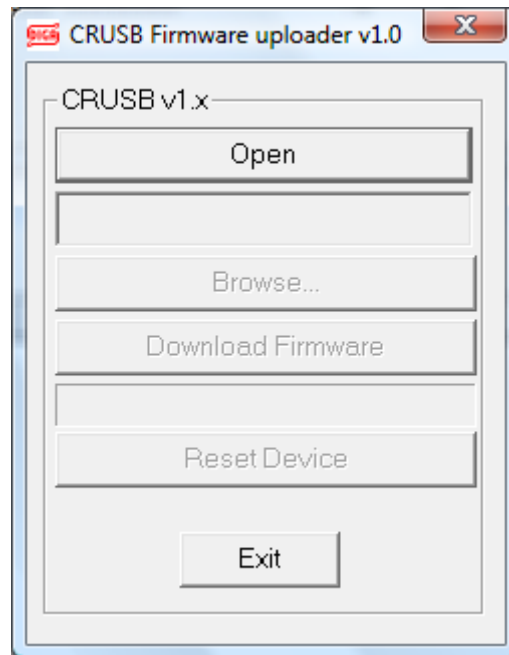 CRUSB Firmware uploader v1.0
CRUSB v1.x
Open
Browse...
Download Firmware
Reset Device
Exit